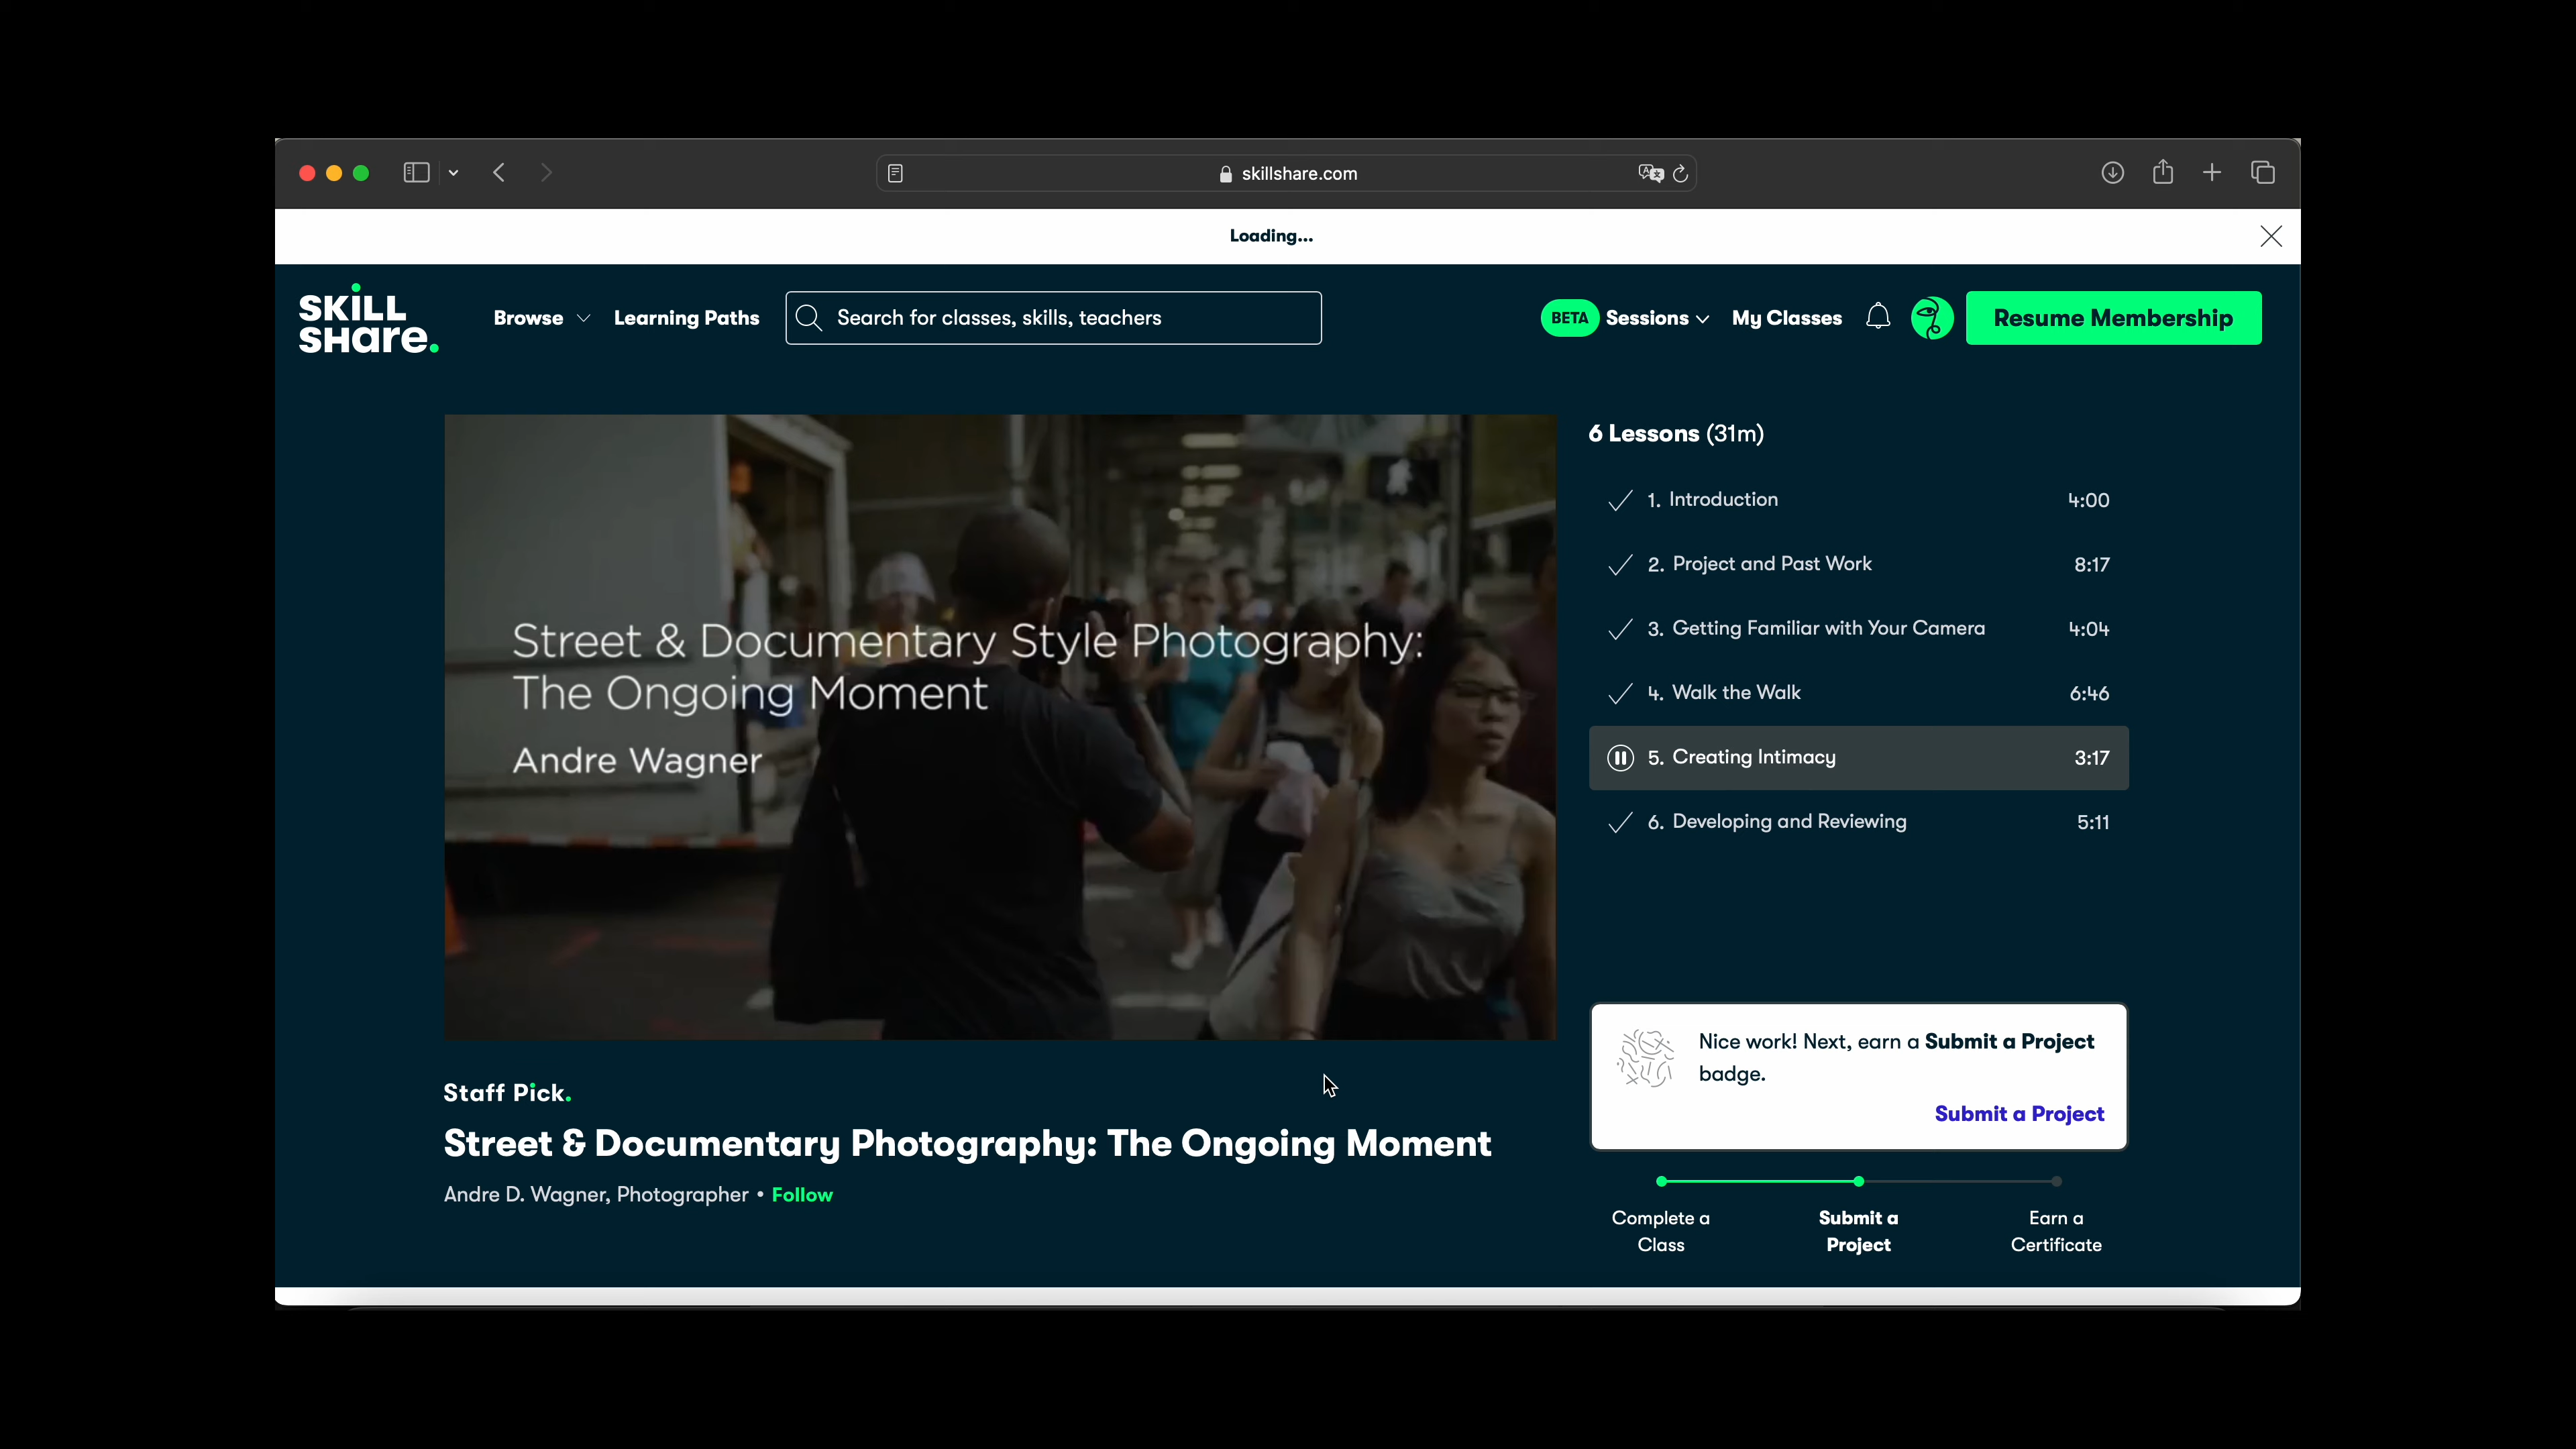 skillshare.com
Loading...
SKILL
SHare.
Browse
Learning Paths
Search for classes, skills, teachers
BETA
Sessions
My Classes
Resume Membership
Street & Documentary Style Photography:
The Ongoing Moment
Andre Wagner
6 Lessons (31m)
1. Introduction 4:00
2. Project and Past Work 8:17
3. Getting Familiar with Your Camera 4:04
4. Walk the Walk 6:46
5. Creating Intimacy 3:17
6. Developing and Reviewing 5:11
Nice work! Next, earn a Submit a Project
badge.
Submit a Project
Complete a
Class
Submit a
Project
Earn a
Certificate
Staff Pick.
Street & Documentary Photography: The Ongoing Moment
Andre D. Wagner, Photographer • Follow